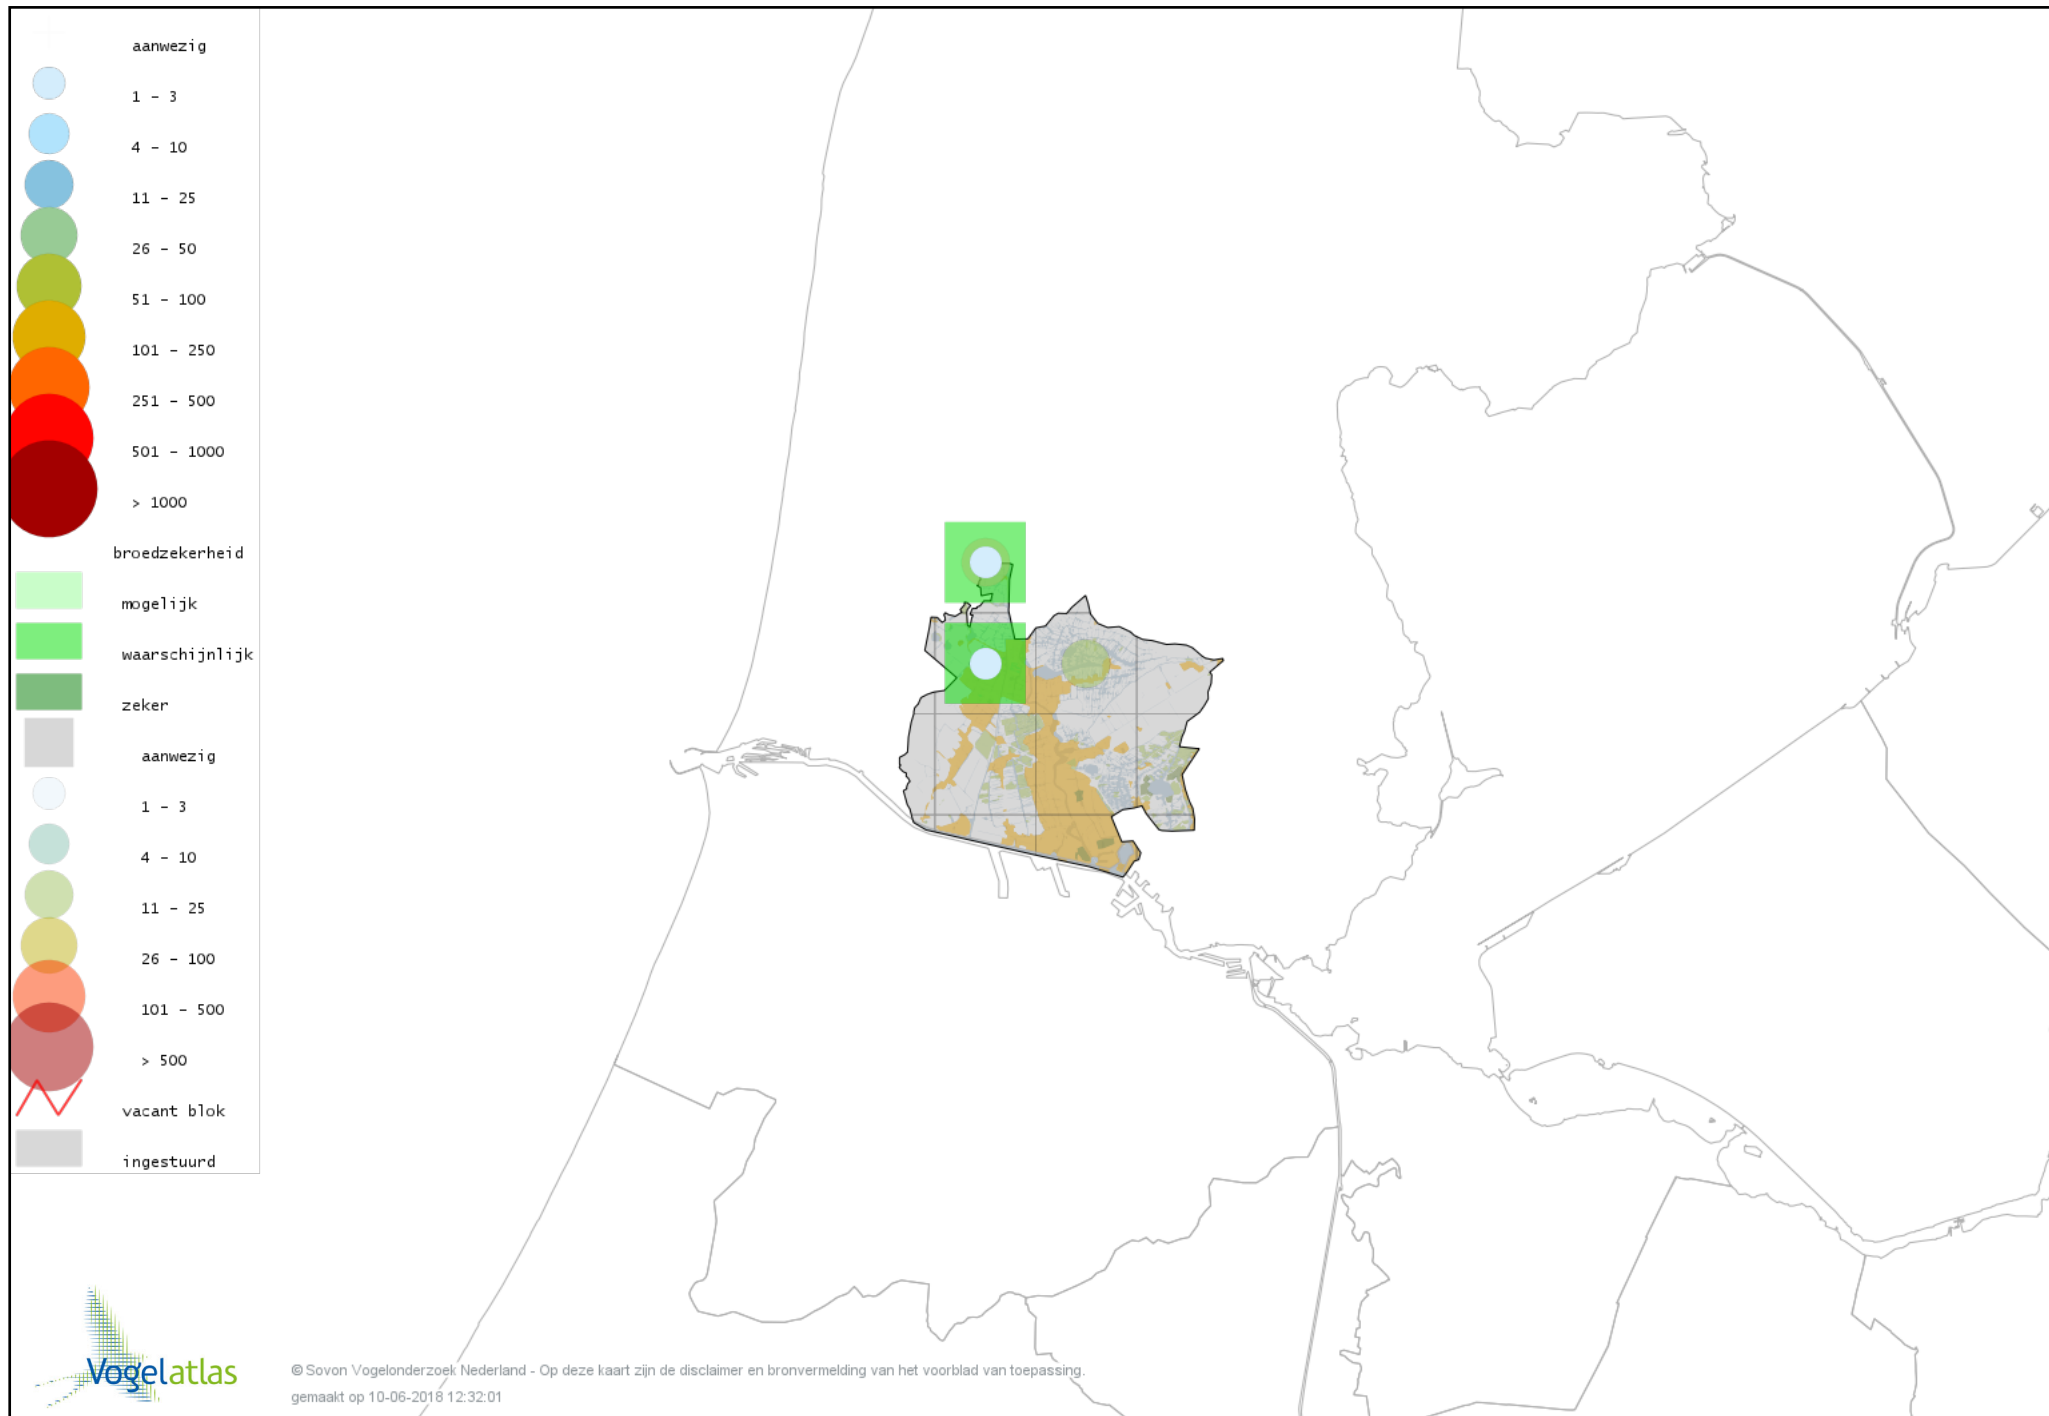 aanwezig
1 - 3
4 - 10
11 - 25
26 - 50
51 - 100
101 - 250
251 - 500
501 - 1000
> 1000
broedzekerheid
mogelijk
waarschijnlijk
zeker
aanwezig
1 - 3
4 - 10
11 - 25
26 - 100
101 - 500
> 500
vacant blok
ingestuurd
Vogelatlas
© Sovon Vogelonderzoek Nederland - Op deze kaart zijn de disclaimer en bronvermelding van het voorblad van toepassing.
gemaakt op 10-06-2018 12:32:01